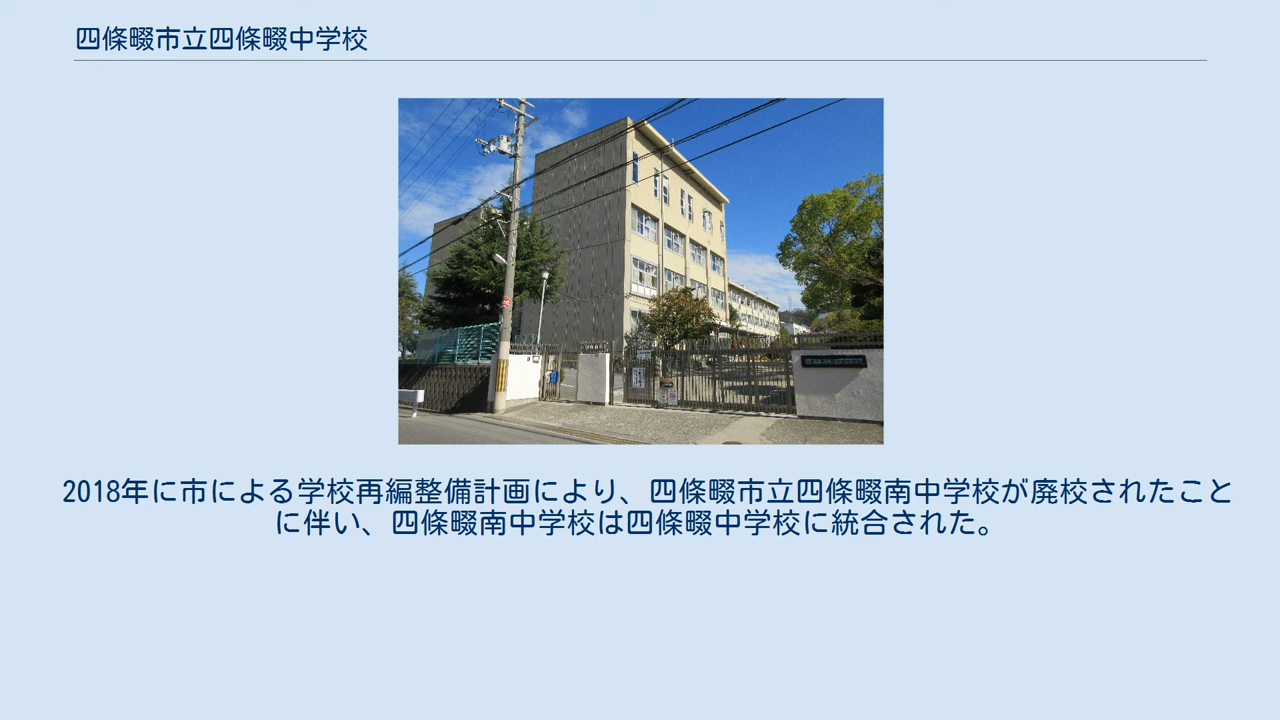 四條畷市立四條畷中学校
2018年に市による学校再編整備計画により、四條畷市立四條畷南中学校が廃校されたこと
に伴い、四條畷南中学校は四條畷中学校に統合された。